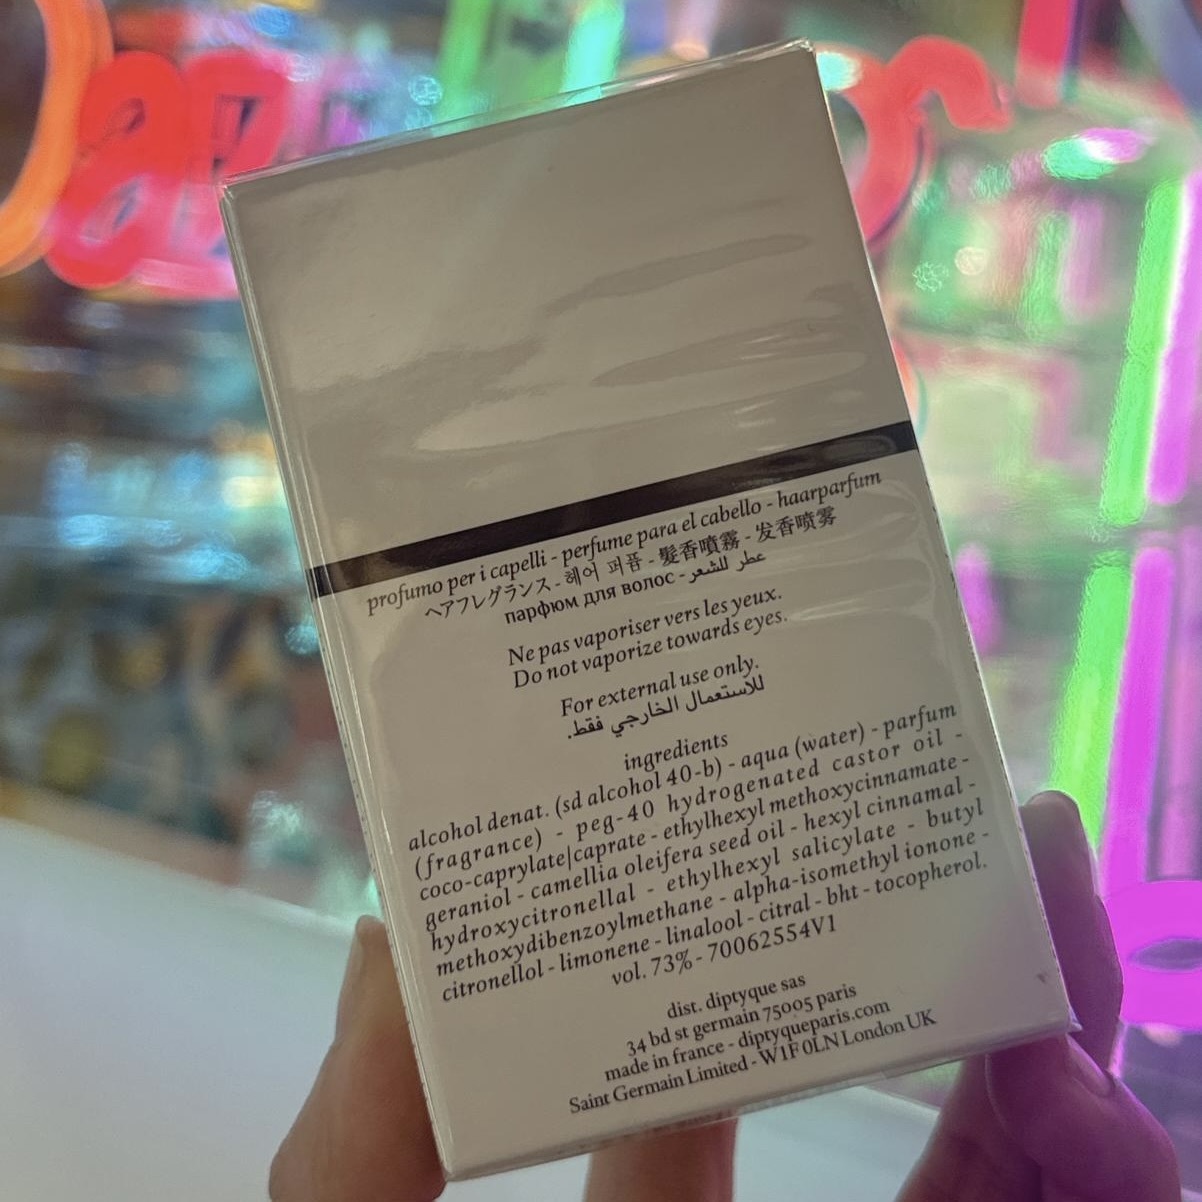 profumo per i capelli - perfume para el cabello - haarparfum
ヘアフレグランス - 헤어 퍼퓸 - 髮香噴霧 - 发香喷雾
парфюм для волос - عطر للشعر
Ne pas vaporiser vers les yeux.
Do not vaporize towards eyes.
For external use only.
للاستعمال الخارجي فقط.
ingredients
alcohol denat. (sd alcohol 40-b) - aqua (water) - parfum
(fragrance) - peg-40 hydrogenated castor oil -
coco-caprylate|caprate - ethylhexyl methoxycinnamate -
geraniol - camellia oleifera seed oil - hexyl cinnamal -
hydroxycitronellal - ethylhexyl salicylate - butyl
methoxydibenzoylmethane - alpha-isomethyl ionone -
citronellol - limonene - linalool - citral - bht - tocopherol.
vol. 73% - 70062554V1
dist. diptyque sas
34 bd st germain 75005 paris
made in france - diptyqueparis.com
Saint Germain Limited - W1F 0LN London UK